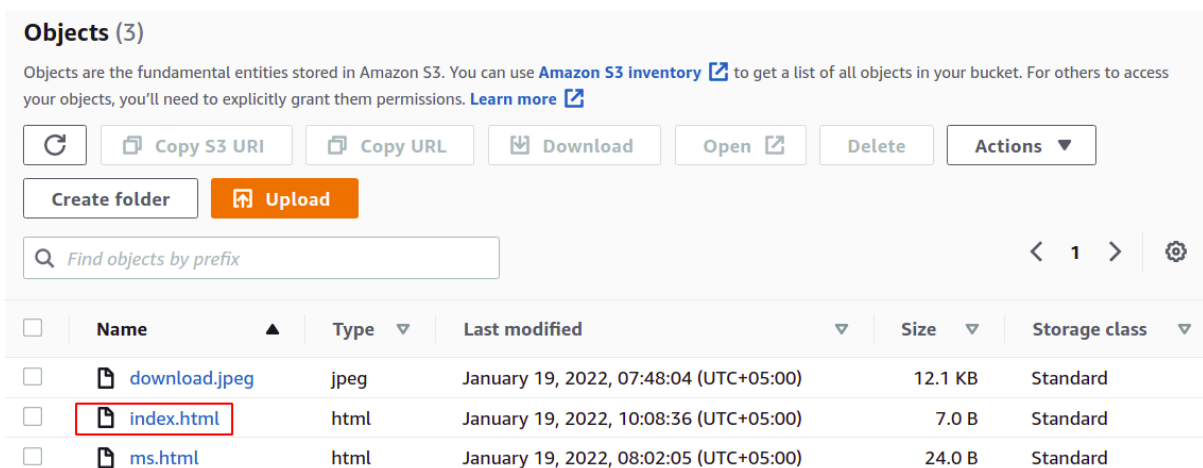 Objects (3)
Objects are the fundamental entities stored in Amazon S3. You can use Amazon S3 inventory to get a list of all objects in your bucket. For others to access
your objects, you'll need to explicitly grant them permissions. Learn more
Copy S3 URI Copy URL Download Open Delete Actions
Create folder Upload
Find objects by prefix 1
Name Type Last modified Size Storage class
download.jpeg jpeg January 19, 2022, 07:48:04 (UTC+05:00) 12.1 KB Standard
index.html html January 19, 2022, 10:08:36 (UTC+05:00) 7.0 B Standard
ms.html html January 19, 2022, 08:02:05 (UTC+05:00) 24.0 B Standard